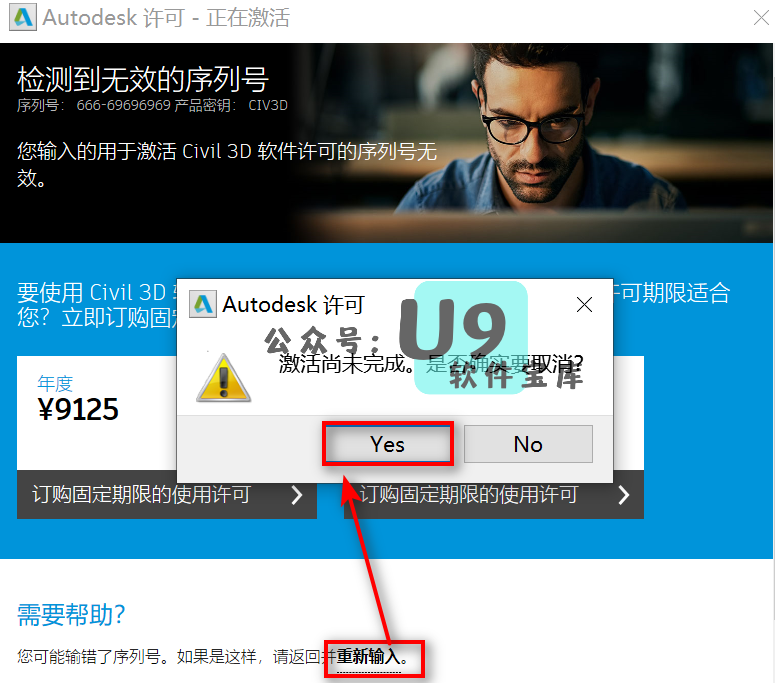 Autodesk 许可 - 正在激活
检测到无效的序列号
序列号： 666-69696969 产品密钥： CIV3D
您输入的用于激活 Civil 3D 软件许可的序列号无
效。
要使用 Civil 3D
可期限适合
您？立即订购固定
Autodesk 许可
公众号：U9
软件宝库
激活尚未完成。是否确实要取消？
Yes
No
年度
¥9125
订购固定期限的使用许可
订购固定期限的使用许可
需要帮助？
您可能输错了序列号。如果是这样，请返回并重新输入。